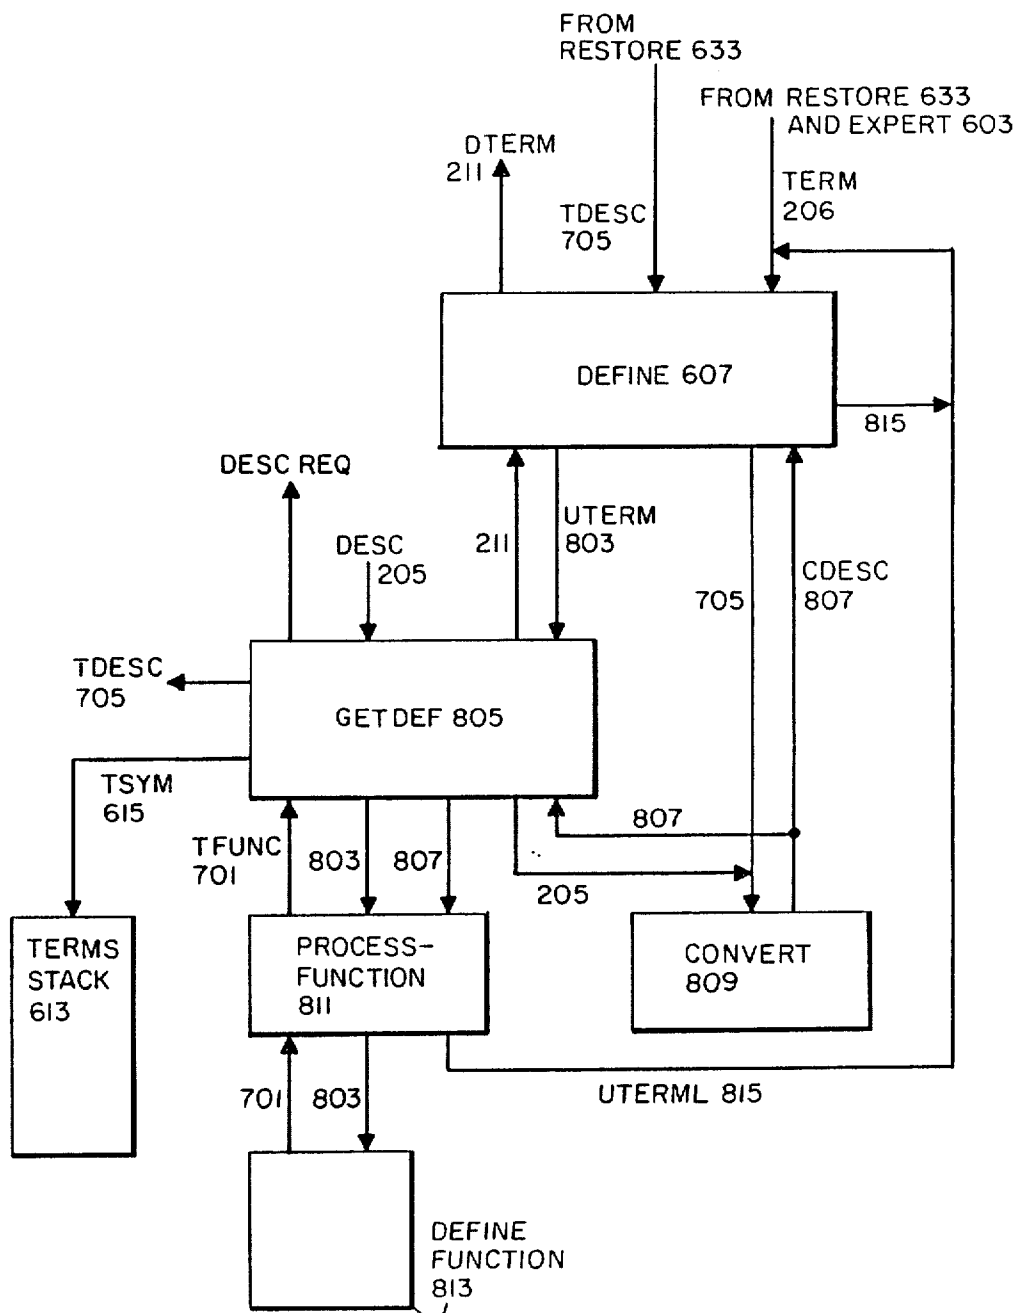 FROM
RESTORE 633
FROM RESTORE 633
AND EXPERT 603
DTERM
211
TERM
206
TDESC
705
DEFINE 607
815
DESC REQ
UTERM
803
DESC
205
211
CDESC
807
705
TDESC
705
GETDEF 805
TSYM
615
807
TFUNC
701
803
807
205
TERMS
STACK
613
PROCESS-
FUNCTION
811
CONVERT
809
701
803
UTERML 815
DEFINE
FUNCTION
813